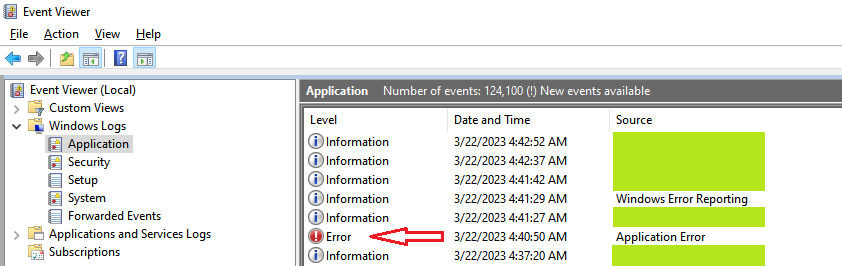 Event Viewer
File Action View Help
Event Viewer (Local)
Custom Views
Windows Logs
Application
Security
Setup
System
Forwarded Events
Applications and Services Logs
Subscriptions
Application Number of events: 124,100 (!) New events available
Level Date and Time Source
Information 3/22/2023 4:42:52 AM
Information 3/22/2023 4:42:37 AM
Information 3/22/2023 4:41:42 AM
Information 3/22/2023 4:41:29 AM Windows Error Reporting
Information 3/22/2023 4:41:27 AM
Error 3/22/2023 4:40:50 AM Application Error
Information 3/22/2023 4:37:20 AM